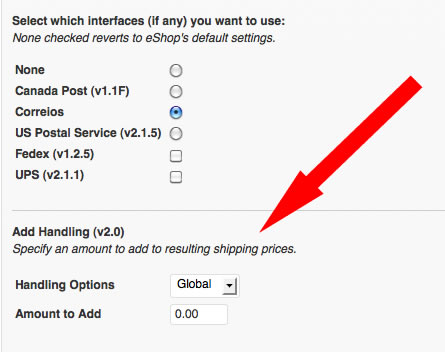 Select which interfaces (if any) you want to use:
None checked reverts to eShop's default settings.
None
Canada Post (v1.1F)
Correios
US Postal Service (v2.1.5)
Fedex (v1.2.5)
UPS (v2.1.1)
Add Handling (v2.0)
Specify an amount to add to resulting shipping prices.
Handling Options Global
Amount to Add 0.00